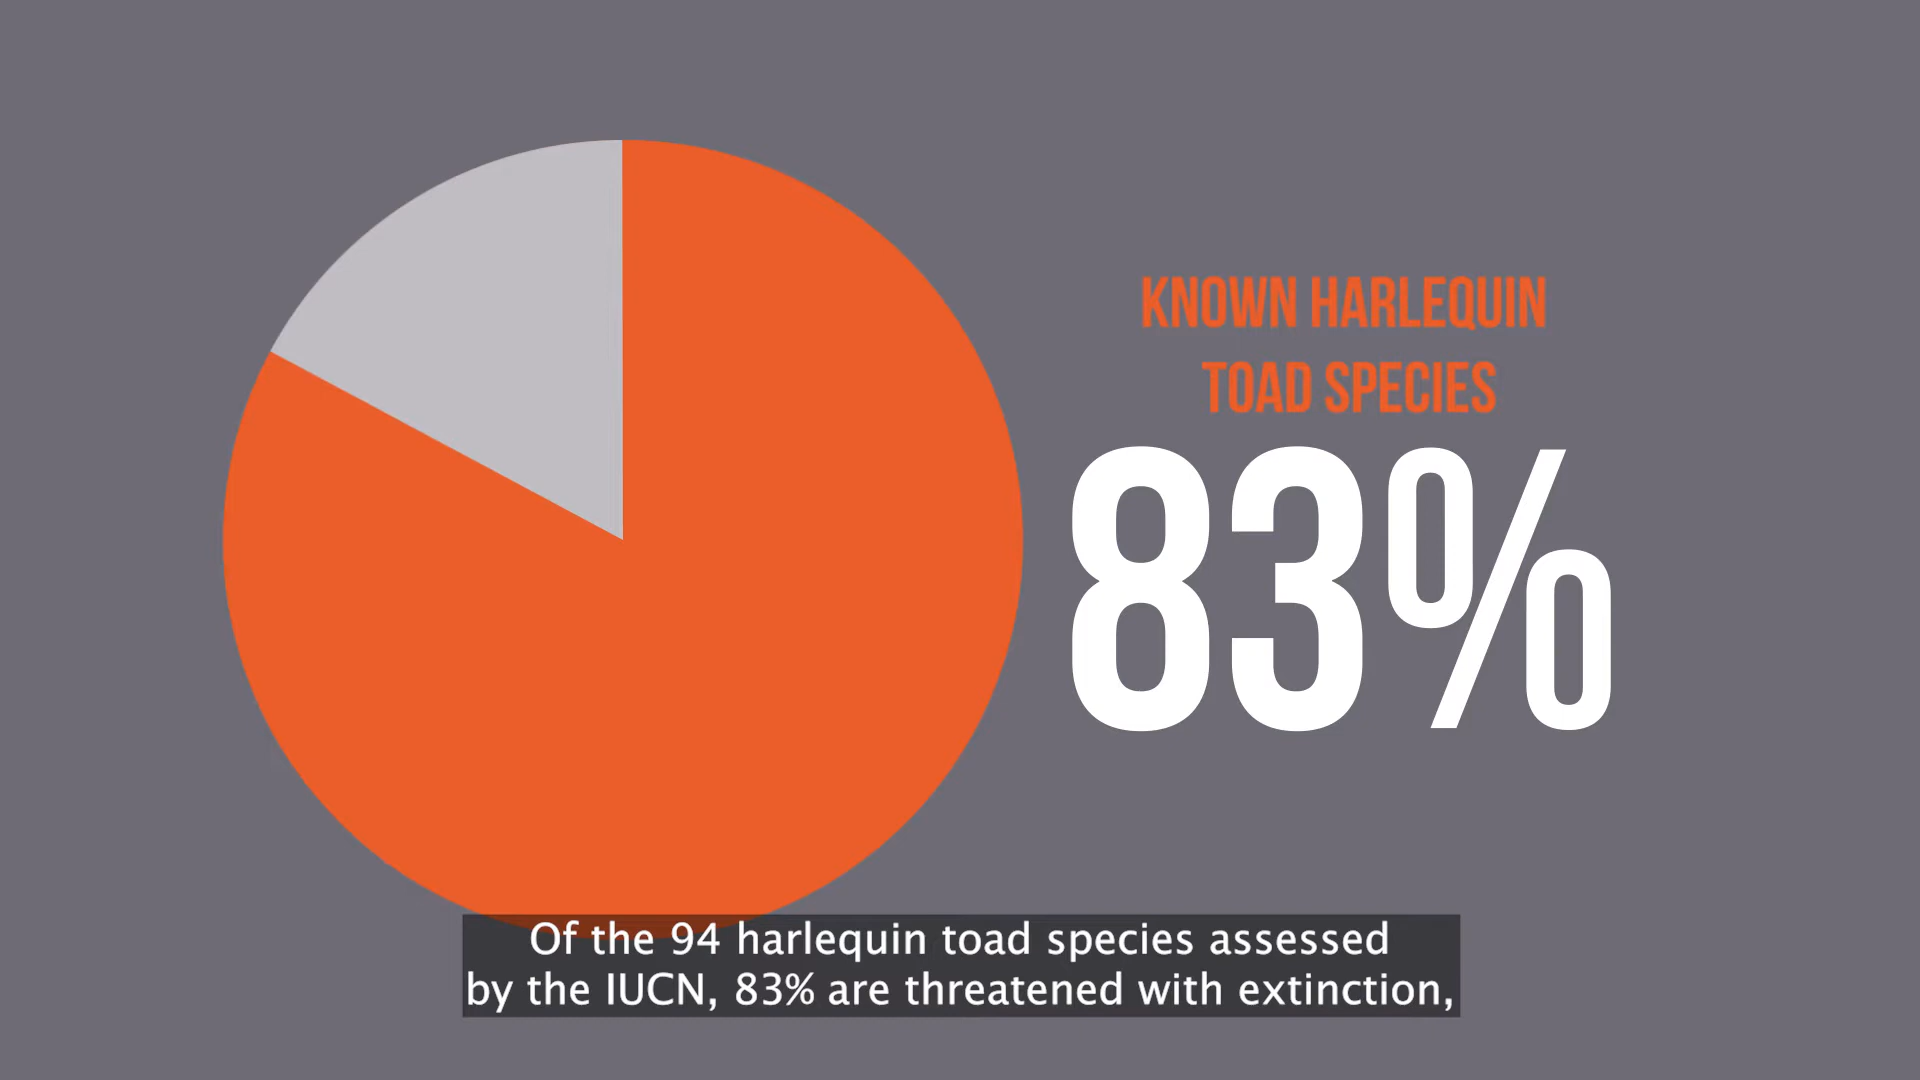 KNOWN HARLEQUIN
TOAD SPECIES
83%
Of the 94 harlequin toad species assessed
by the IUCN, 83% are threatened with extinction,